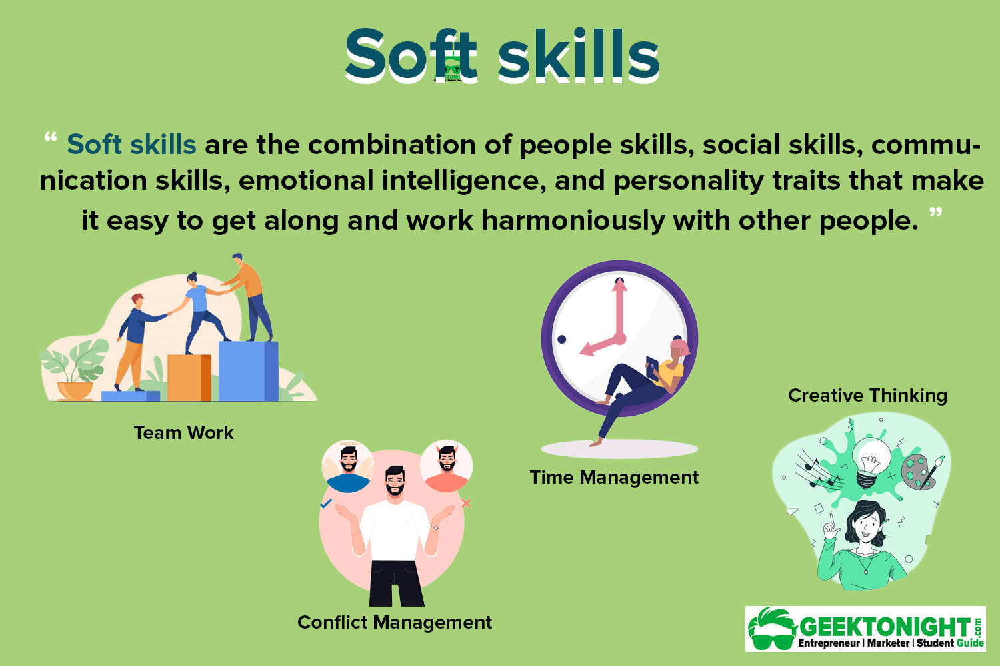 Soft skills
“ Soft skills are the combination of people skills, social skills, commu-
nication skills, emotional intelligence, and personality traits that make
it easy to get along and work harmoniously with other people. ”
Creative Thinking
Team Work
Time Management
Conflict Management
GEEKTONIGHT.com
Entrepreneur | Marketer | Student Guide